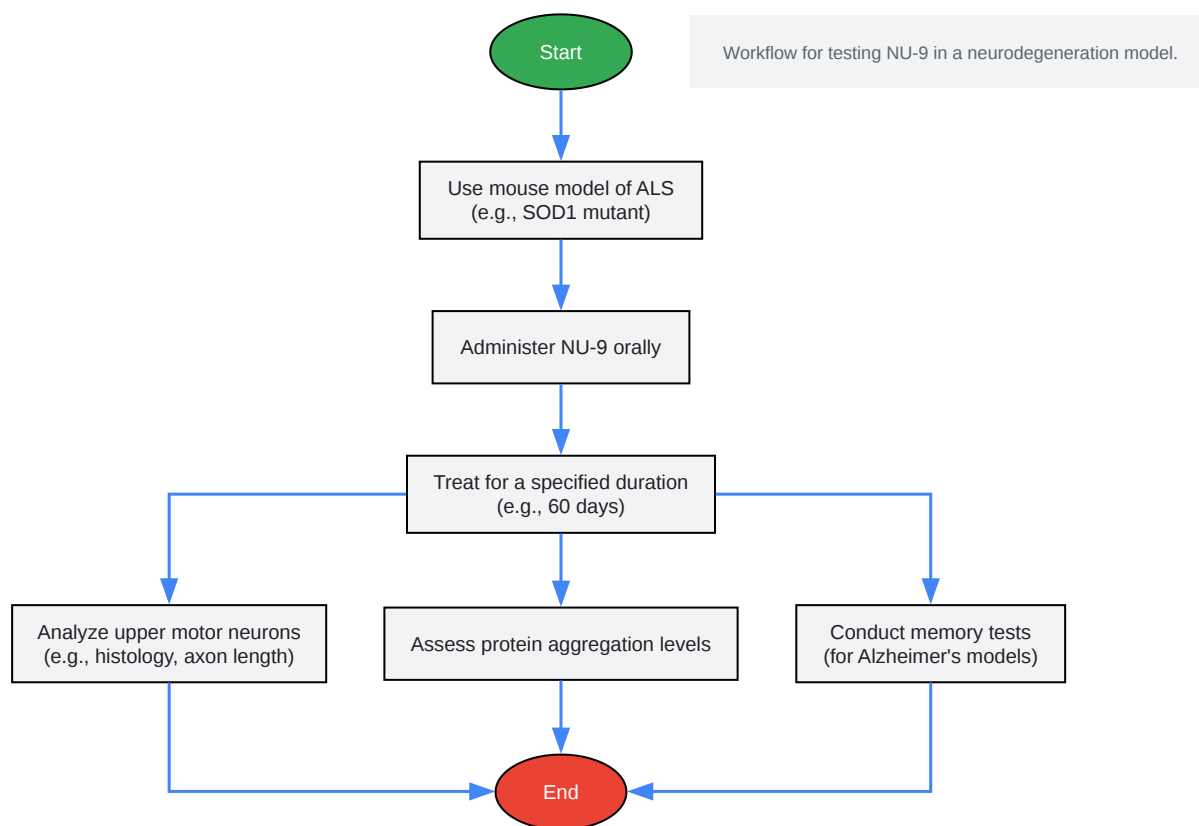 Start
Workflow for testing NU-9 in a neurodegeneration model.
Use mouse model of ALS
(e.g., SOD1 mutant)
Administer NU-9 orally
Treat for a specified duration
(e.g., 60 days)
Analyze upper motor neurons
(e.g., histology, axon length)
Assess protein aggregation levels
Conduct memory tests
(for Alzheimer's models)
End